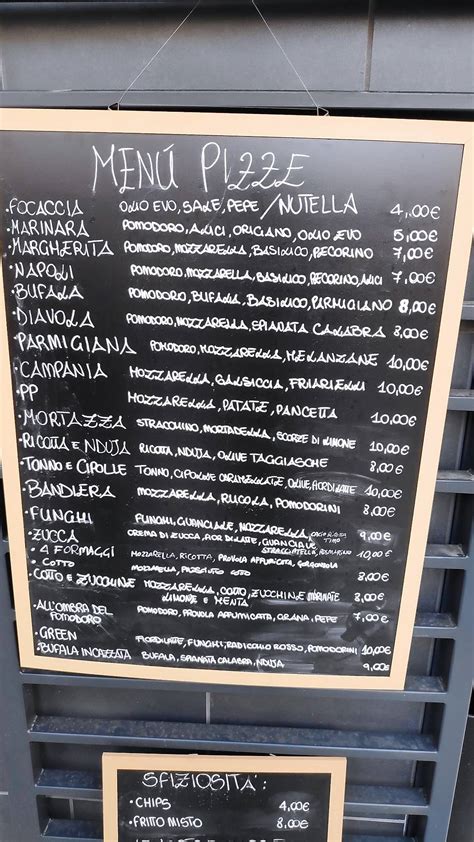 MENÚ PIZZE
·FOCACCIA OLIO EVO, SALE, PEPE /NUTELLA 4,00€
·MARINARA POMODORO, ALICI, ORIGANO, OLIO EVO 5,00€
·MARGHERITA POMODORO, MOZZARELLA, BASILICO, PECORINO 7,00€
·NAPOLI POMODORO, MOZZARELLA, BASILICO, PECORINO, ALICI 7,00€
·BUFALA POMODORO, BUFALA, BASILICO, PARMIGIANO 8,00€
·DIAVOLA POMODORO, MOZZARELLA, SPIANATA CALABRA 8,00€
·PARMIGIANA POMODORO, MOZZARELLA, MELANZANE 10,00€
·CAMPANIA MOZZARELLA, SALSICCIA, FRIARIELLI 10,00€
·PP MOZZARELLA, PATATE, PANCETTA 10,00€
·MORTAZZA STRACCHINO, MORTADELLA, SCORZE DI LIMONE 10,00€
·RICOTTA E NDUJA RICOTTA, NDUJA, OLIVE TAGGIASCHE 8,00€
·TONNO E CIPOLLE TONNO, CIPOLLE CARAMELLATE, OLIVE, FIORDILATTE 10,00€
·BANDIERA MOZZARELLA, RUCOLA, POMODORINI 8,00€
·FUNGHI FUNGHI, GUANCIALE, MOZZARELLA, TIMO 9,00€
·ZUCCA CREMA DI ZUCCA, FIOR DI LATTE, GUANCIALE STRACCIATELLA, ROSMARINO 10,00€
·4 FORMAGGI MOZZARELLA, RICOTTA, PROVOLA AFFUMICATA, GORGONZOLA
·COTTO MOZZARELLA, PROSCIUTTO COTTO 8,00€
·COTTO E ZUCCHINE MOZZARELLA, COTTO, ZUCCHINE MARINATE LIMONE E MENTA 8,00€
·ALL'OMBRA DEL POMODORO POMODORO, PROVOLA AFFUMICATA, GRANA, PEPE 7,00€
·GREEN FIORDILATTE, FUNGHI, RADICCHIO ROSSO, POMODORINI 10,00€
·BUFALA INCAZZATA BUFALA, SPIANATA CALABRA, NDUJA 9,00€
SFIZIOSITA':
·CHIPS 4,00€
·FRITTO MISTO 8,00€